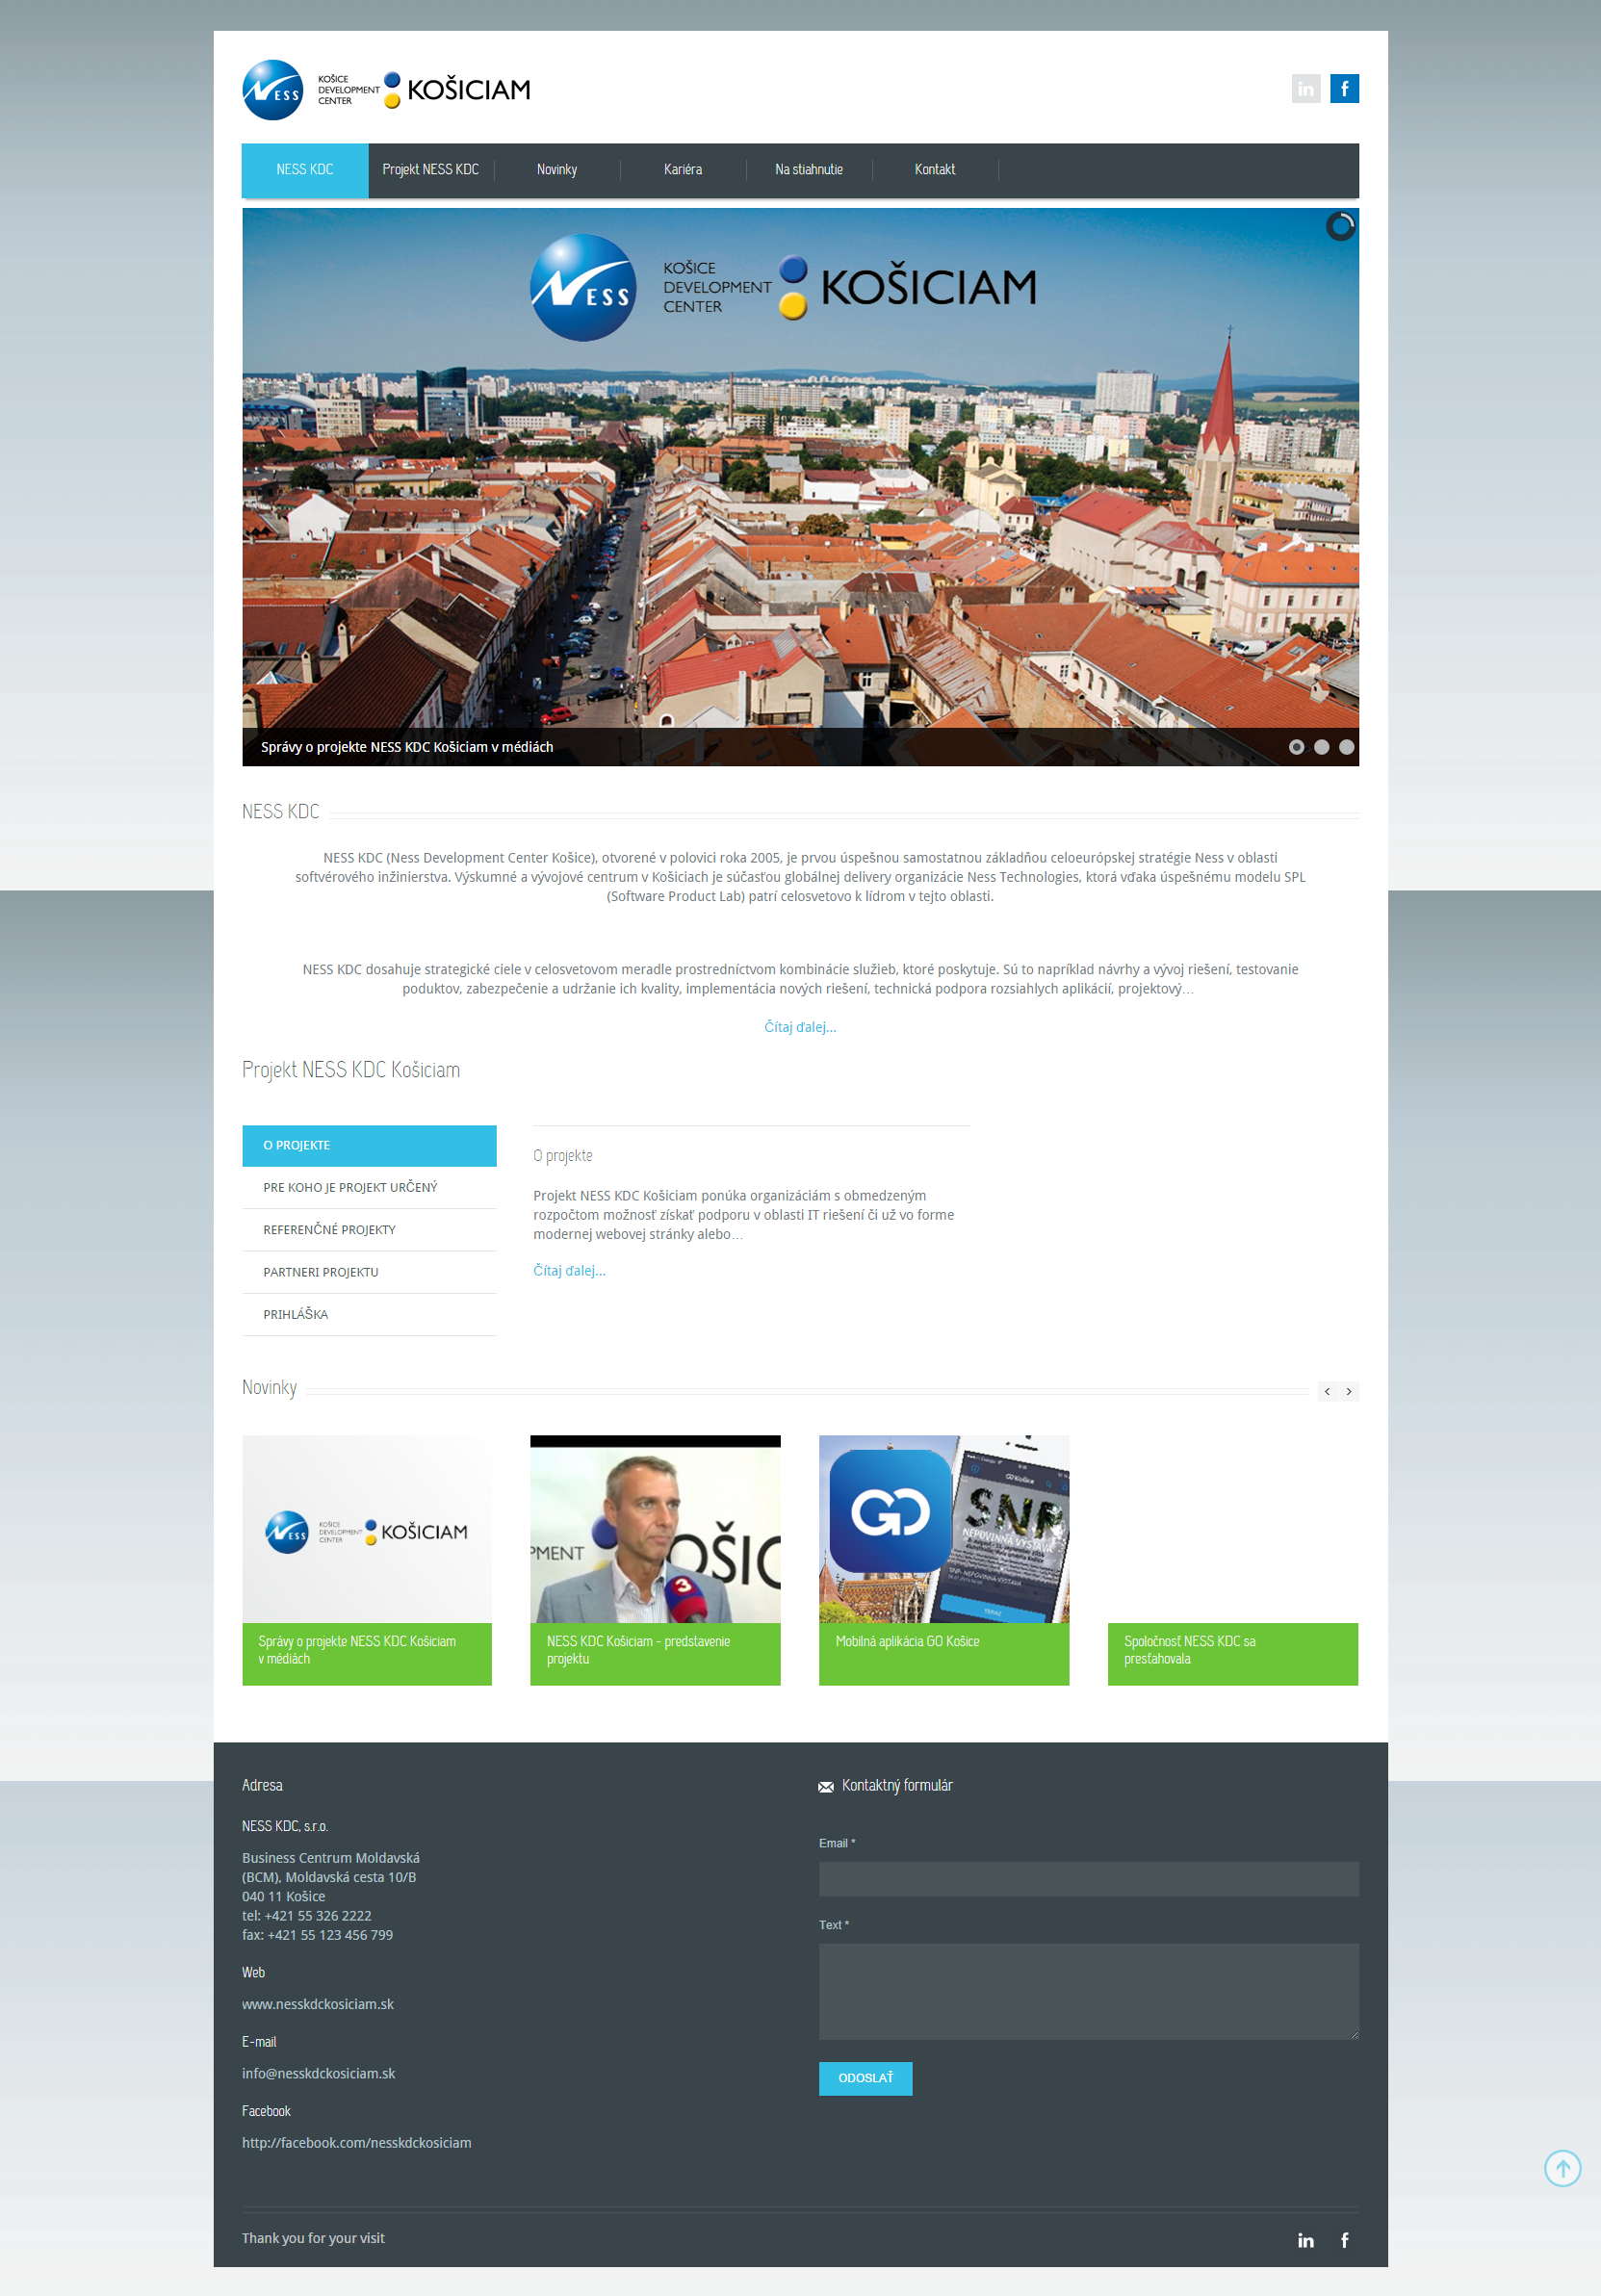 NESS KOŠICE DEVELOPMENT CENTER KOŠICIAM
in f
NESS KDC Projekt NESS KDC Novinky Kariéra Na stiahnutie Kontakt
NESS KOŠICE DEVELOPMENT CENTER KOŠICIAM
Správy o projekte NESS KDC Košiciam v médiách
NESS KDC
NESS KDC (Ness Development Center Košice), otvorené v polovici roka 2005, je prvou úspešnou samostatnou základňou celoeurópskej stratégie Ness v oblasti
softvérového inžinierstva. Výskumné a vývojové centrum v Košiciach je súčasťou globálnej delivery organizácie Ness Technologies, ktorá vďaka úspešnému modelu SPL
(Software Product Lab) patrí celosvetovo k lídrom v tejto oblasti.
NESS KDC dosahuje strategické ciele v celosvetovom meradle prostredníctvom kombinácie služieb, ktoré poskytuje. Sú to napríklad návrhy a vývoj riešení, testovanie
poduktov, zabezpečenie a udržanie ich kvality, implementácia nových riešení, technická podpora rozsiahlych aplikácií, projektový…
Čítaj ďalej...
Projekt NESS KDC Košiciam
O PROJEKTE
PRE KOHO JE PROJEKT URČENÝ
REFERENČNÉ PROJEKTY
PARTNERI PROJEKTU
PRIHLÁŠKA
O projekte
Projekt NESS KDC Košiciam ponúka organizáciám s obmedzeným
rozpočtom možnosť získať podporu v oblasti IT riešení či už vo forme
modernej webovej stránky alebo…
Čítaj ďalej...
Novinky
NESS KOŠICE DEVELOPMENT CENTER KOŠICIAM
PMENT OŠIC
3
GO
SNP
NEPOVINNÁ VÝSTAVA
Správy o projekte NESS KDC Košiciam
v médiách
NESS KDC Košiciam - predstavenie
projektu
Mobilná aplikácia GO Košice
Spoločnosť NESS KDC sa
presťahovala
Adresa
NESS KDC, s.r.o.
Business Centrum Moldavská
(BCM), Moldavská cesta 10/B
040 11 Košice
tel: +421 55 326 2222
fax: +421 55 123 456 799
Web
www.nesskdckosiciam.sk
E-mail
info@nesskdckosiciam.sk
Facebook
http://facebook.com/nesskdckosiciam
Kontaktný formulár
Email *
Text *
ODOSLAŤ
Thank you for your visit
in f